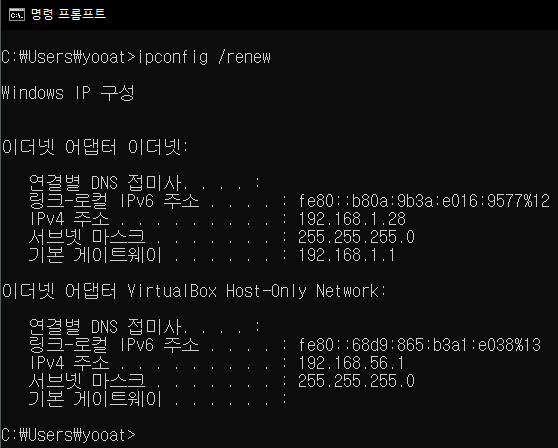 명령 프롬프트
C:\Users\yooat>ipconfig /renew
Windows IP 구성
이더넷 어댑터 이더넷:
연결별 DNS 접미사. . . . :
링크-로컬 IPv6 주소 . . . . : fe80::b80a:9b3a:e016:9577%12
IPv4 주소 . . . . . . . . . : 192.168.1.28
서브넷 마스크 . . . . . . . : 255.255.255.0
기본 게이트웨이 . . . . . . : 192.168.1.1
이더넷 어댑터 VirtualBox Host-Only Network:
연결별 DNS 접미사. . . . :
링크-로컬 IPv6 주소 . . . . : fe80::68d9:865:b3a1:e038%13
IPv4 주소 . . . . . . . . . : 192.168.56.1
서브넷 마스크 . . . . . . . : 255.255.255.0
기본 게이트웨이 . . . . . . :
C:\Users\yooat>